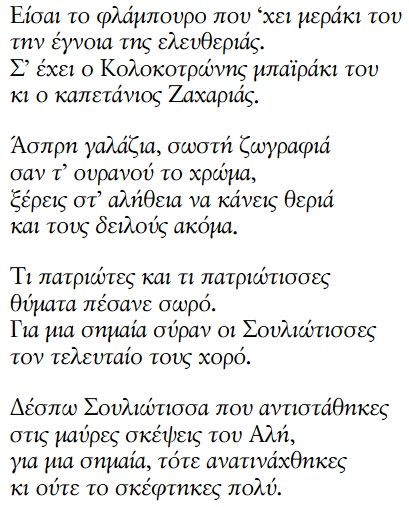 Είσαι το φλάμπουρο που ‘χει μεράκι του
την έγνοια της ελευθεριάς.
Σ’ έχει ο Κολοκοτρώνης μπαϊράκι του
κι ο καπετάνιος Ζαχαριάς.
Άσπρη γαλάζια, σωστή ζωγραφιά
σαν τ’ ουρανού το χρώμα,
ξέρεις στ’ αλήθεια να κάνεις θεριά
και τους δειλούς ακόμα.
Τι πατριώτες και τι πατριώτισσες
θύματα πέσανε σωρό.
Για μια σημαία σύραν οι Σουλιώτισσες
τον τελευταίο τους χορό.
Δέσπω Σουλιώτισσα που αντιστάθηκες
στις μαύρες σκέψεις του Αλή,
για μια σημαία, τότε ανατινάχθηκες
κι ούτε το σκέφτηκες πολύ.